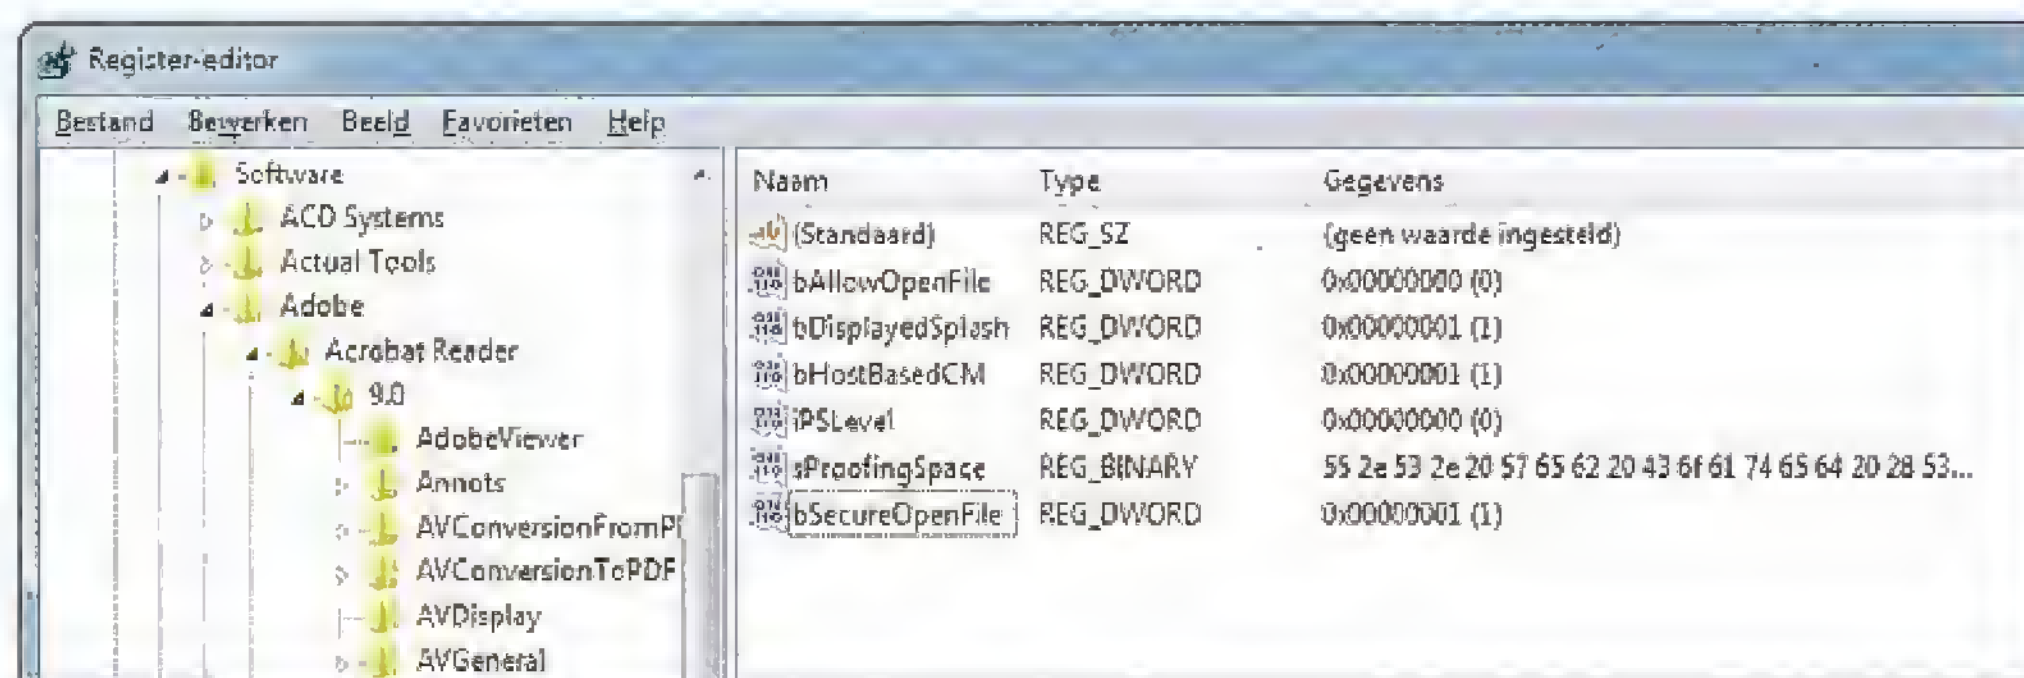 Register-editor
Bestand Bewerken Beeld Favorieten Help
Software
ACD Systems
Actual Tools
Adobe
Acrobat Reader
9.0
AdobeViewer
Annots
AVConversionFromP
AVConversionToPDF
AVDisplay
AVGeneral
Naam Type Gegevens
(Standaard) REG_SZ (geen waarde ingesteld)
bAllowOpenFile REG_DWORD 0x00000000 (0)
bDisplayedSplash REG_DWORD 0x00000001 (1)
bHostBasedCM REG_DWORD 0x00000001 (1)
iPSLevel REG_DWORD 0x00000000 (0)
sProofingSpace REG_BINARY 55 2e 53 2e 20 57 65 62 20 43 6f 61 74 65 64 20 28 53...
bSecureOpenFile REG_DWORD 0x00000001 (1)